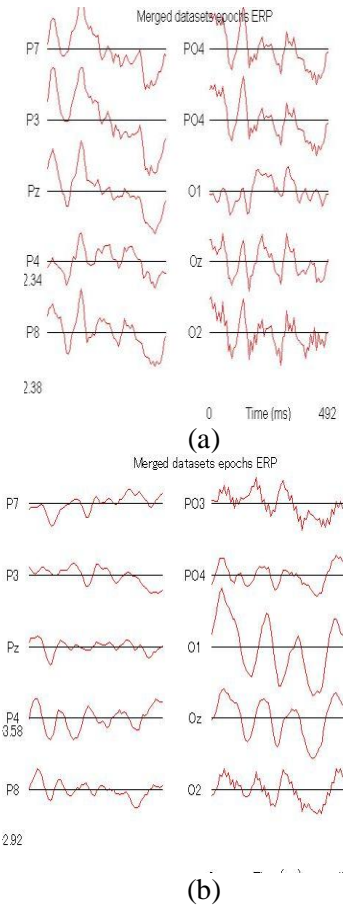 Merged datasets epochs ERP
P7 PO4
P3 PO4
Pz O1
P4 Oz
2.34
P8 O2
2.38
0 Time (ms) 492
(a)
Merged datasets epochs ERP
P7 PO3
P3 PO4
Pz O1
P4 Oz
3.58
P8 O2
2.92
(b)